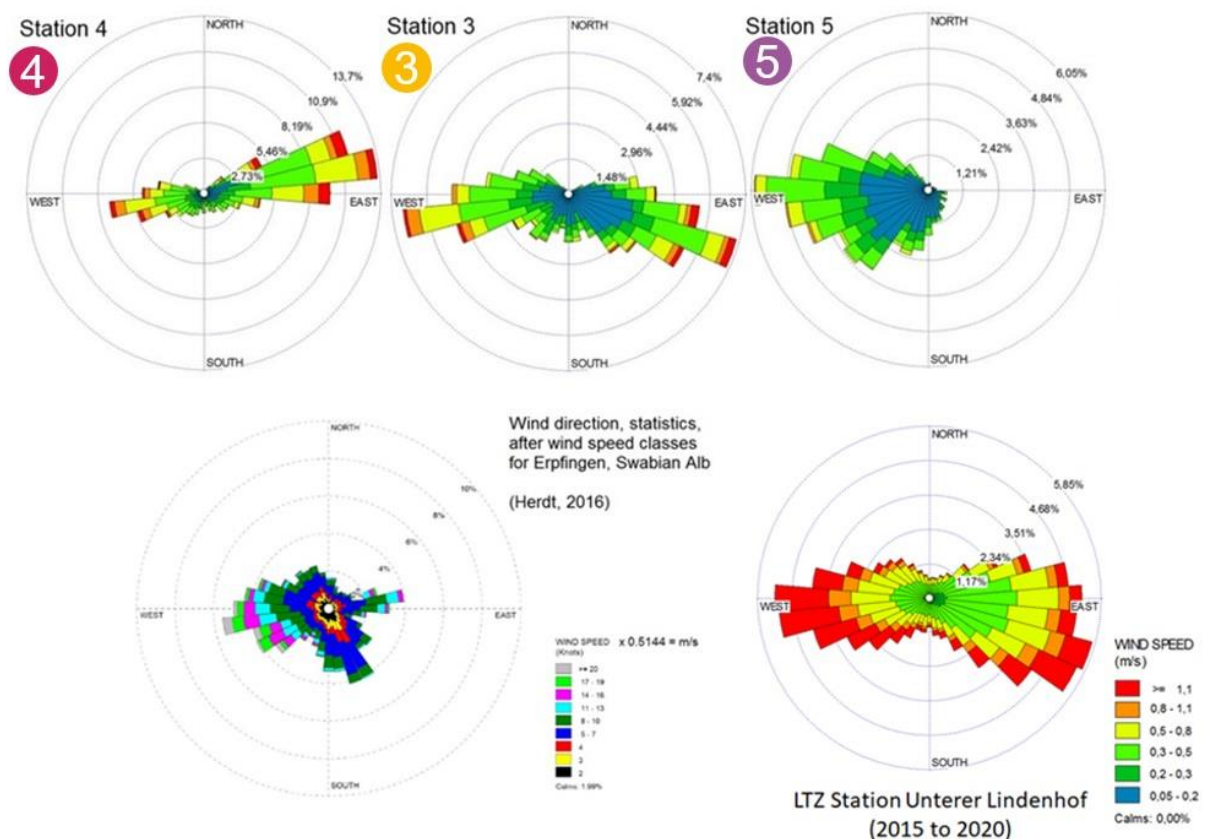 Station 4
4
NORTH
13,7%
10,9%
8,19%
5,46%
2,73%
WEST
EAST
SOUTH
Station 3
3
NORTH
7,4%
5,92%
4,44%
2,96%
1,48%
WEST
EAST
SOUTH
Station 5
5
NORTH
6,05%
4,84%
3,63%
2,42%
1,21%
WEST
EAST
SOUTH
NORTH
10%
8%
6%
4%
WEST
EAST
SOUTH
Wind direction, statistics,
after wind speed classes
for Erpfingen, Swabian Alb
(Herdt, 2016)
WIND SPEED x 0.5144 = m/s
(Knots)
>= 20
17 - 19
14 - 16
11 - 13
8 - 10
5 - 7
4
3
2
Calms: 1.99%
NORTH
5,85%
4,68%
3,51%
2,34%
1,17%
WEST
EAST
SOUTH
WIND SPEED
(m/s)
>= 1,1
0,8 - 1,1
0,5 - 0,8
0,3 - 0,5
0,2 - 0,3
0,05 - 0,2
Calms: 0,00%
LTZ Station Unterer Lindenhof
(2015 to 2020)